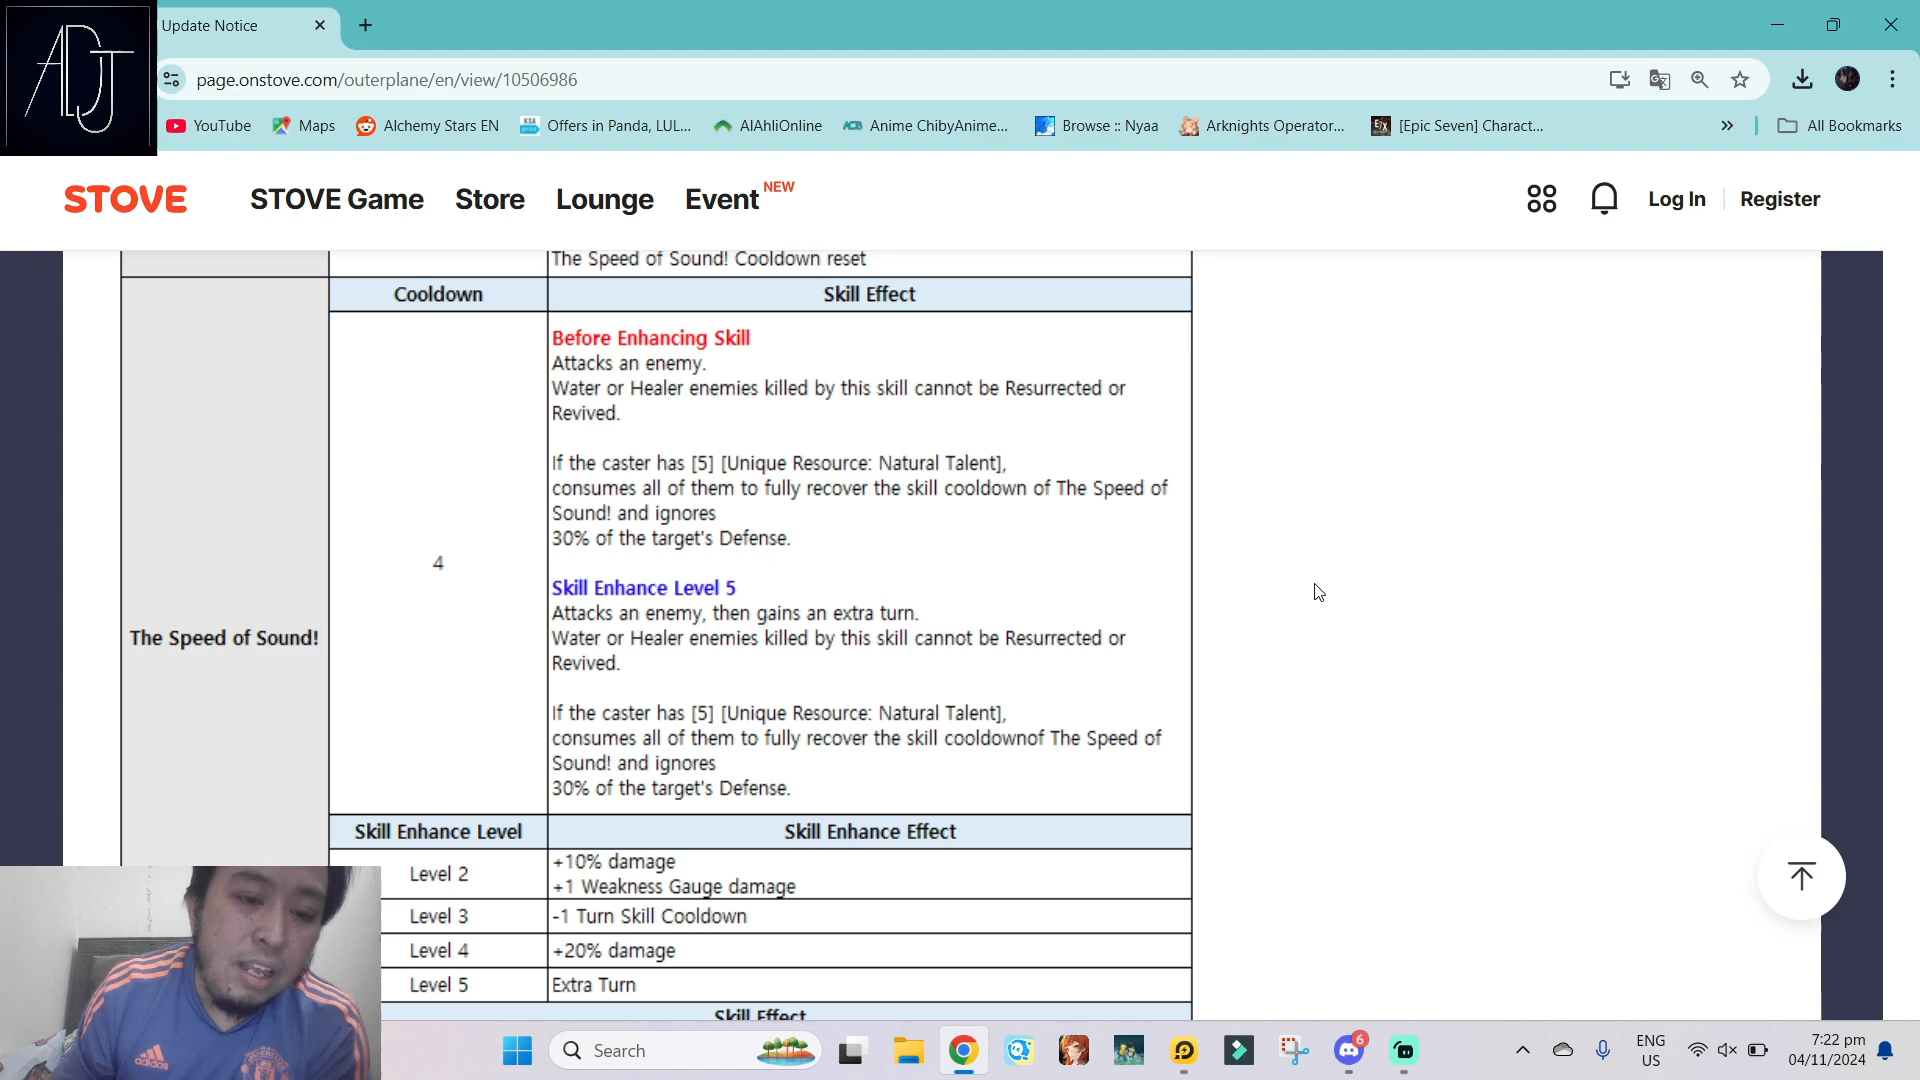 ADJ
Update Notice
page.onstove.com/outerplane/en/view/10506986
YouTube
Maps
Alchemy Stars EN
Offers in Panda, LUL...
AlAhliOnline
Anime ChibyAnime...
Browse :: Nyaa
Arknights Operator...
[Epic Seven] Charact...
All Bookmarks
STOVE
STOVE Game
Store
Lounge
Event
NEW
Log In
Register
The Speed of Sound! Cooldown reset
Cooldown
Skill Effect
Before Enhancing Skill
Attacks an enemy.
Water or Healer enemies killed by this skill cannot be Resurrected or
Revived.
If the caster has [5] [Unique Resource: Natural Talent],
consumes all of them to fully recover the skill cooldown of The Speed of
Sound! and ignores
30% of the target's Defense.
4
Skill Enhance Level 5
Attacks an enemy, then gains an extra turn.
The Speed of Sound!
Water or Healer enemies killed by this skill cannot be Resurrected or
Revived.
If the caster has [5] [Unique Resource: Natural Talent],
consumes all of them to fully recover the skill cooldownof The Speed of
Sound! and ignores
30% of the target's Defense.
Skill Enhance Level
Skill Enhance Effect
Level 2
+10% damage
+1 Weakness Gauge damage
Level 3
-1 Turn Skill Cooldown
Level 4
+20% damage
Level 5
Extra Turn
Skill Effect
adidas
Search
6
ENG
US
7:22 pm
04/11/2024